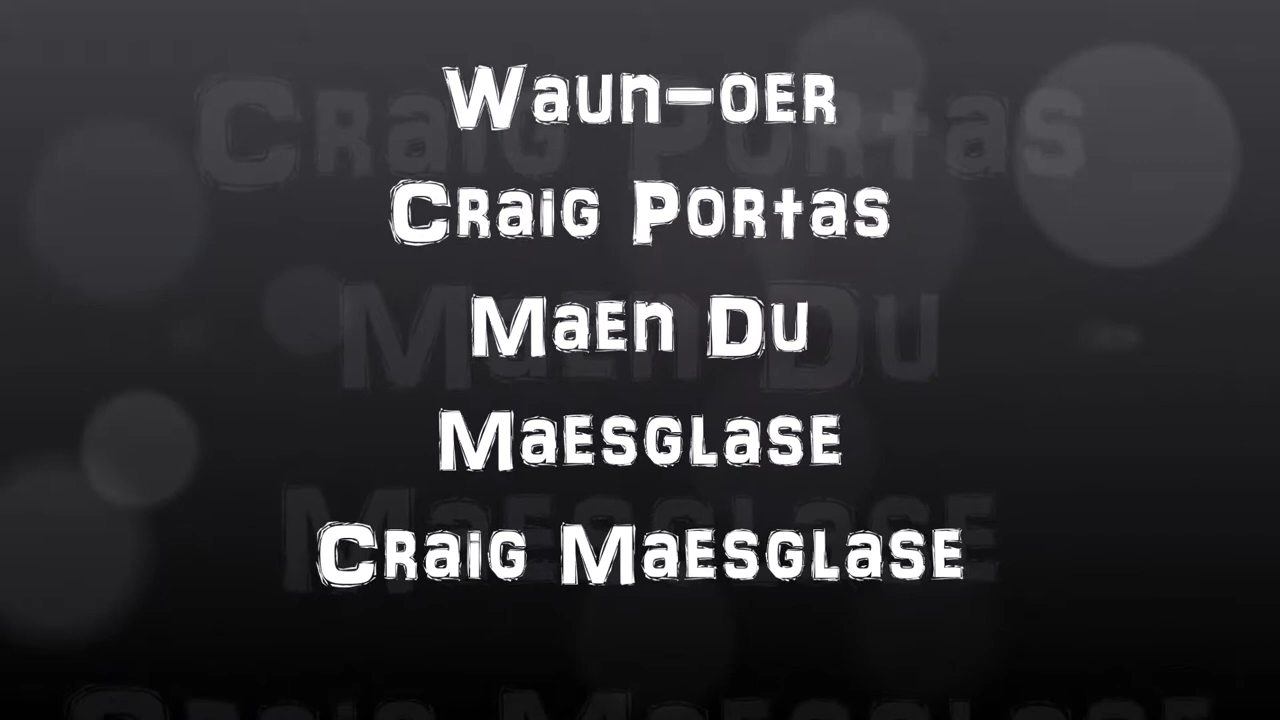 Waun-oer
Craig Portas
Maen Du
Maesglase
Craig Maesglase